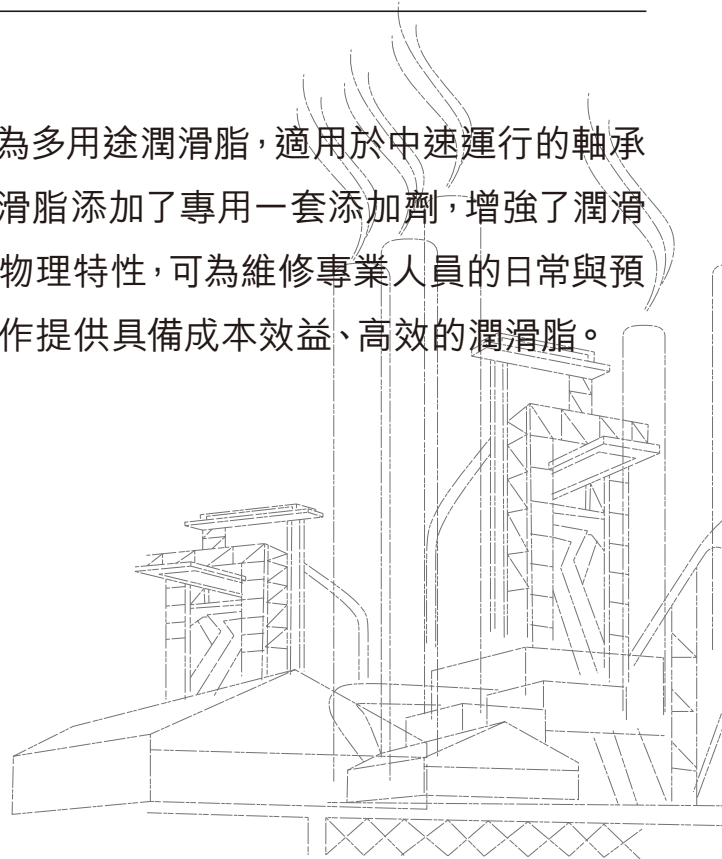 為多用途潤滑脂，適用於中速運行的軸承
滑脂添加了專用一套添加劑，增強了潤滑
物理特性，可為維修專業人員的日常與預
作提供具備成本效益、高效的潤滑脂。